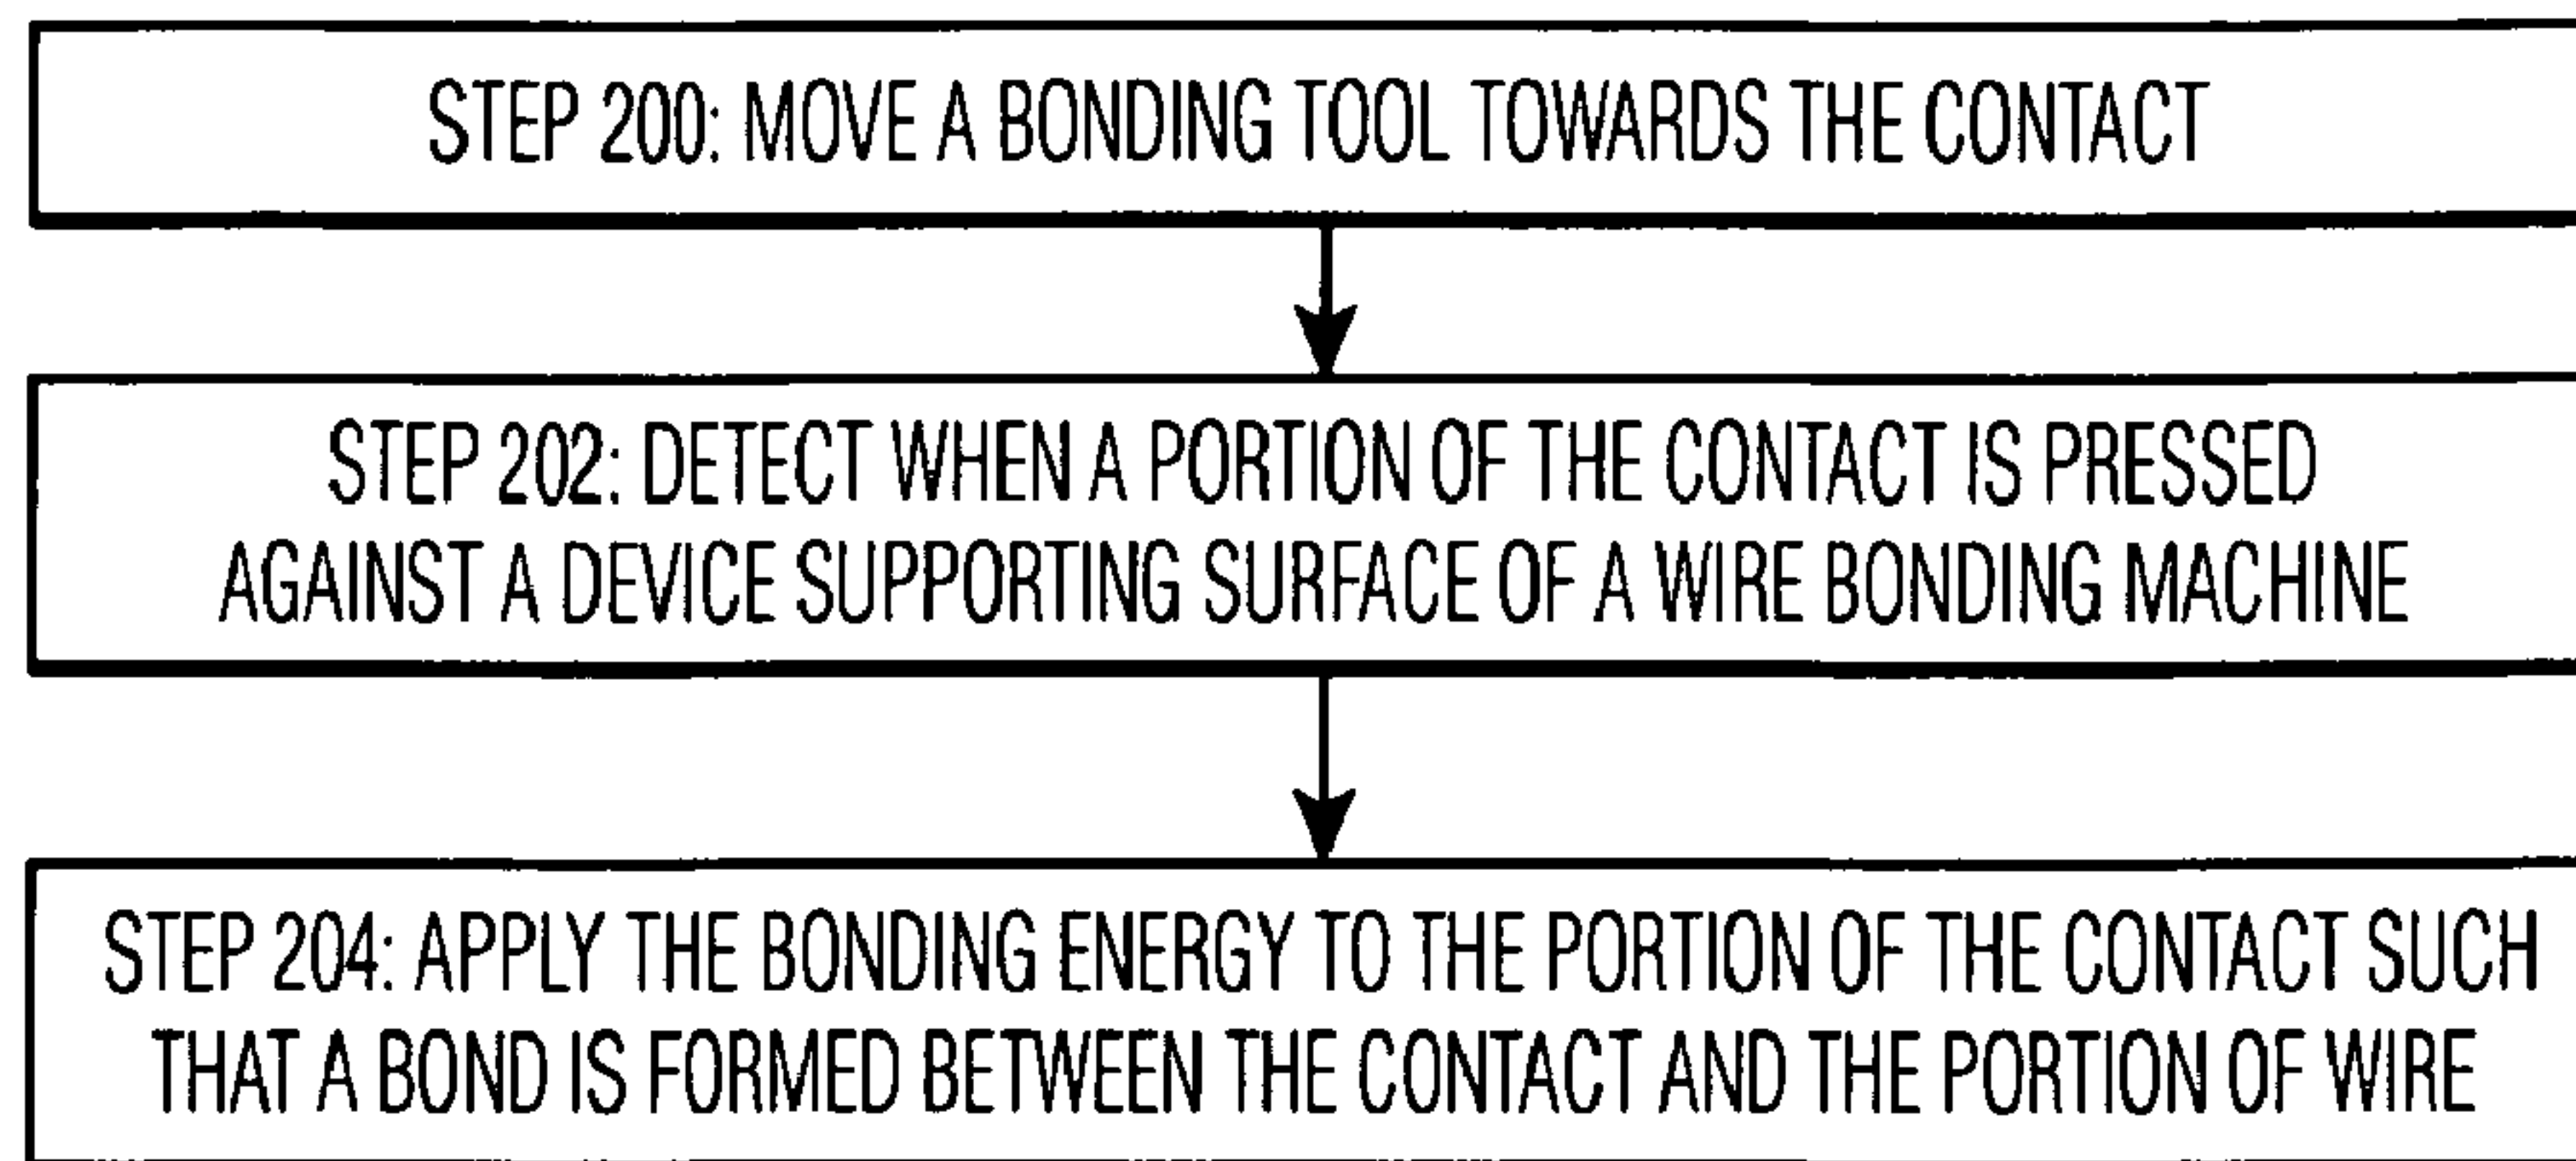 STEP 200: MOVE A BONDING TOOL TOWARDS THE CONTACT
STEP 202: DETECT WHEN A PORTION OF THE CONTACT IS PRESSED
AGAINST A DEVICE SUPPORTING SURFACE OF A WIRE BONDING MACHINE
STEP 204: APPLY THE BONDING ENERGY TO THE PORTION OF THE CONTACT SUCH
THAT A BOND IS FORMED BETWEEN THE CONTACT AND THE PORTION OF WIRE